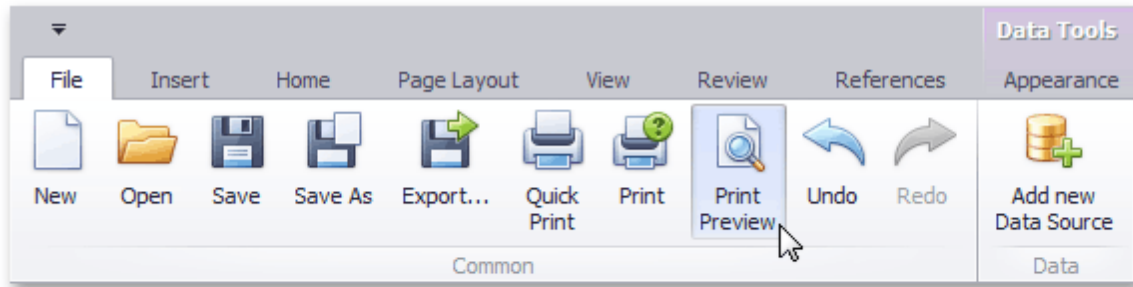 Data Tools
File Insert Home Page Layout View Review References Appearance
New Open Save Save As Export... Quick Print Print Preview Undo Redo Add new
Print Preview Data Source
Common Data